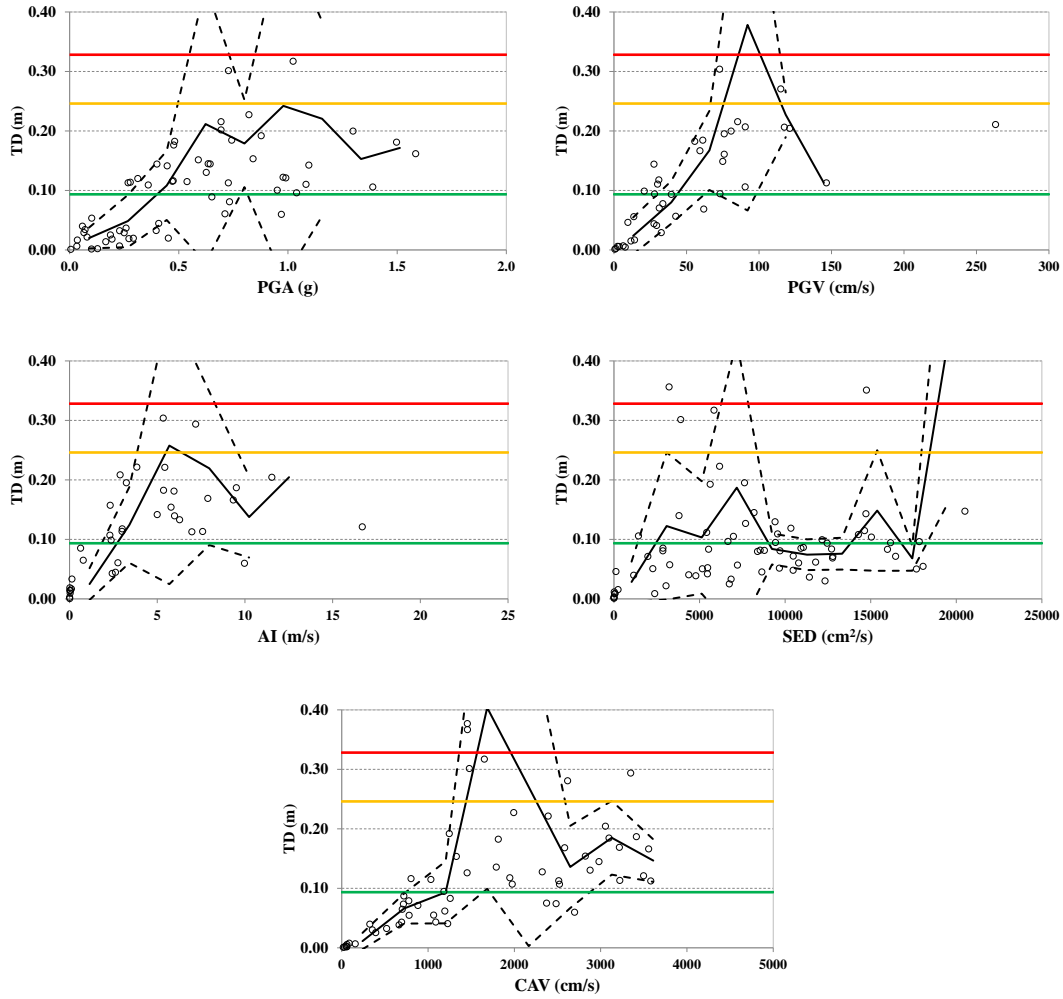 0.40
0.30
0.20
0.10
0.00
TD (m)
0.0 0.5 1.0 1.5 2.0
PGA (g)
0.40
0.30
0.20
0.10
0.00
TD (m)
0 50 100 150 200 250 300
PGV (cm/s)
0.40
0.30
0.20
0.10
0.00
TD (m)
0 5 10 15 20 25
AI (m/s)
0.40
0.30
0.20
0.10
0.00
TD (m)
0 5000 10000 15000 20000 25000
SED (cm²/s)
0.40
0.30
0.20
0.10
0.00
TD (m)
0 1000 2000 3000 4000 5000
CAV (cm/s)